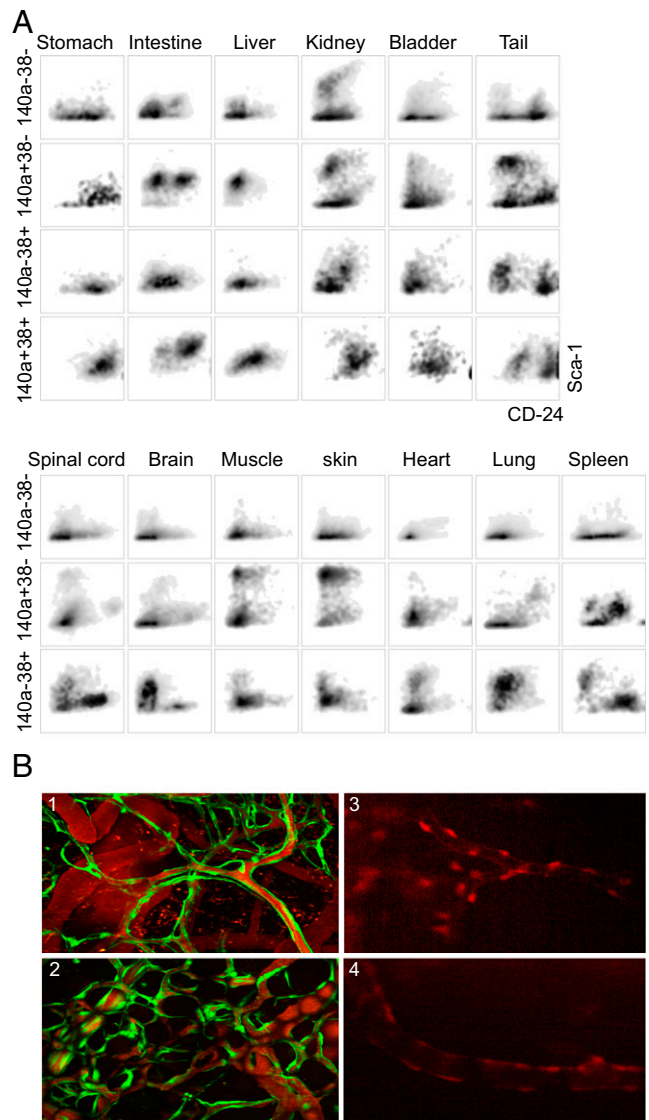 A
Stomach Intestine Liver Kidney Bladder Tail
140a-38-
140a+38-
140a-38+
140a+38+
Sca-1
CD-24
Spinal cord Brain Muscle skin Heart Lung Spleen
140a-38-
140a+38-
140a-38+
B
1
3
2
4